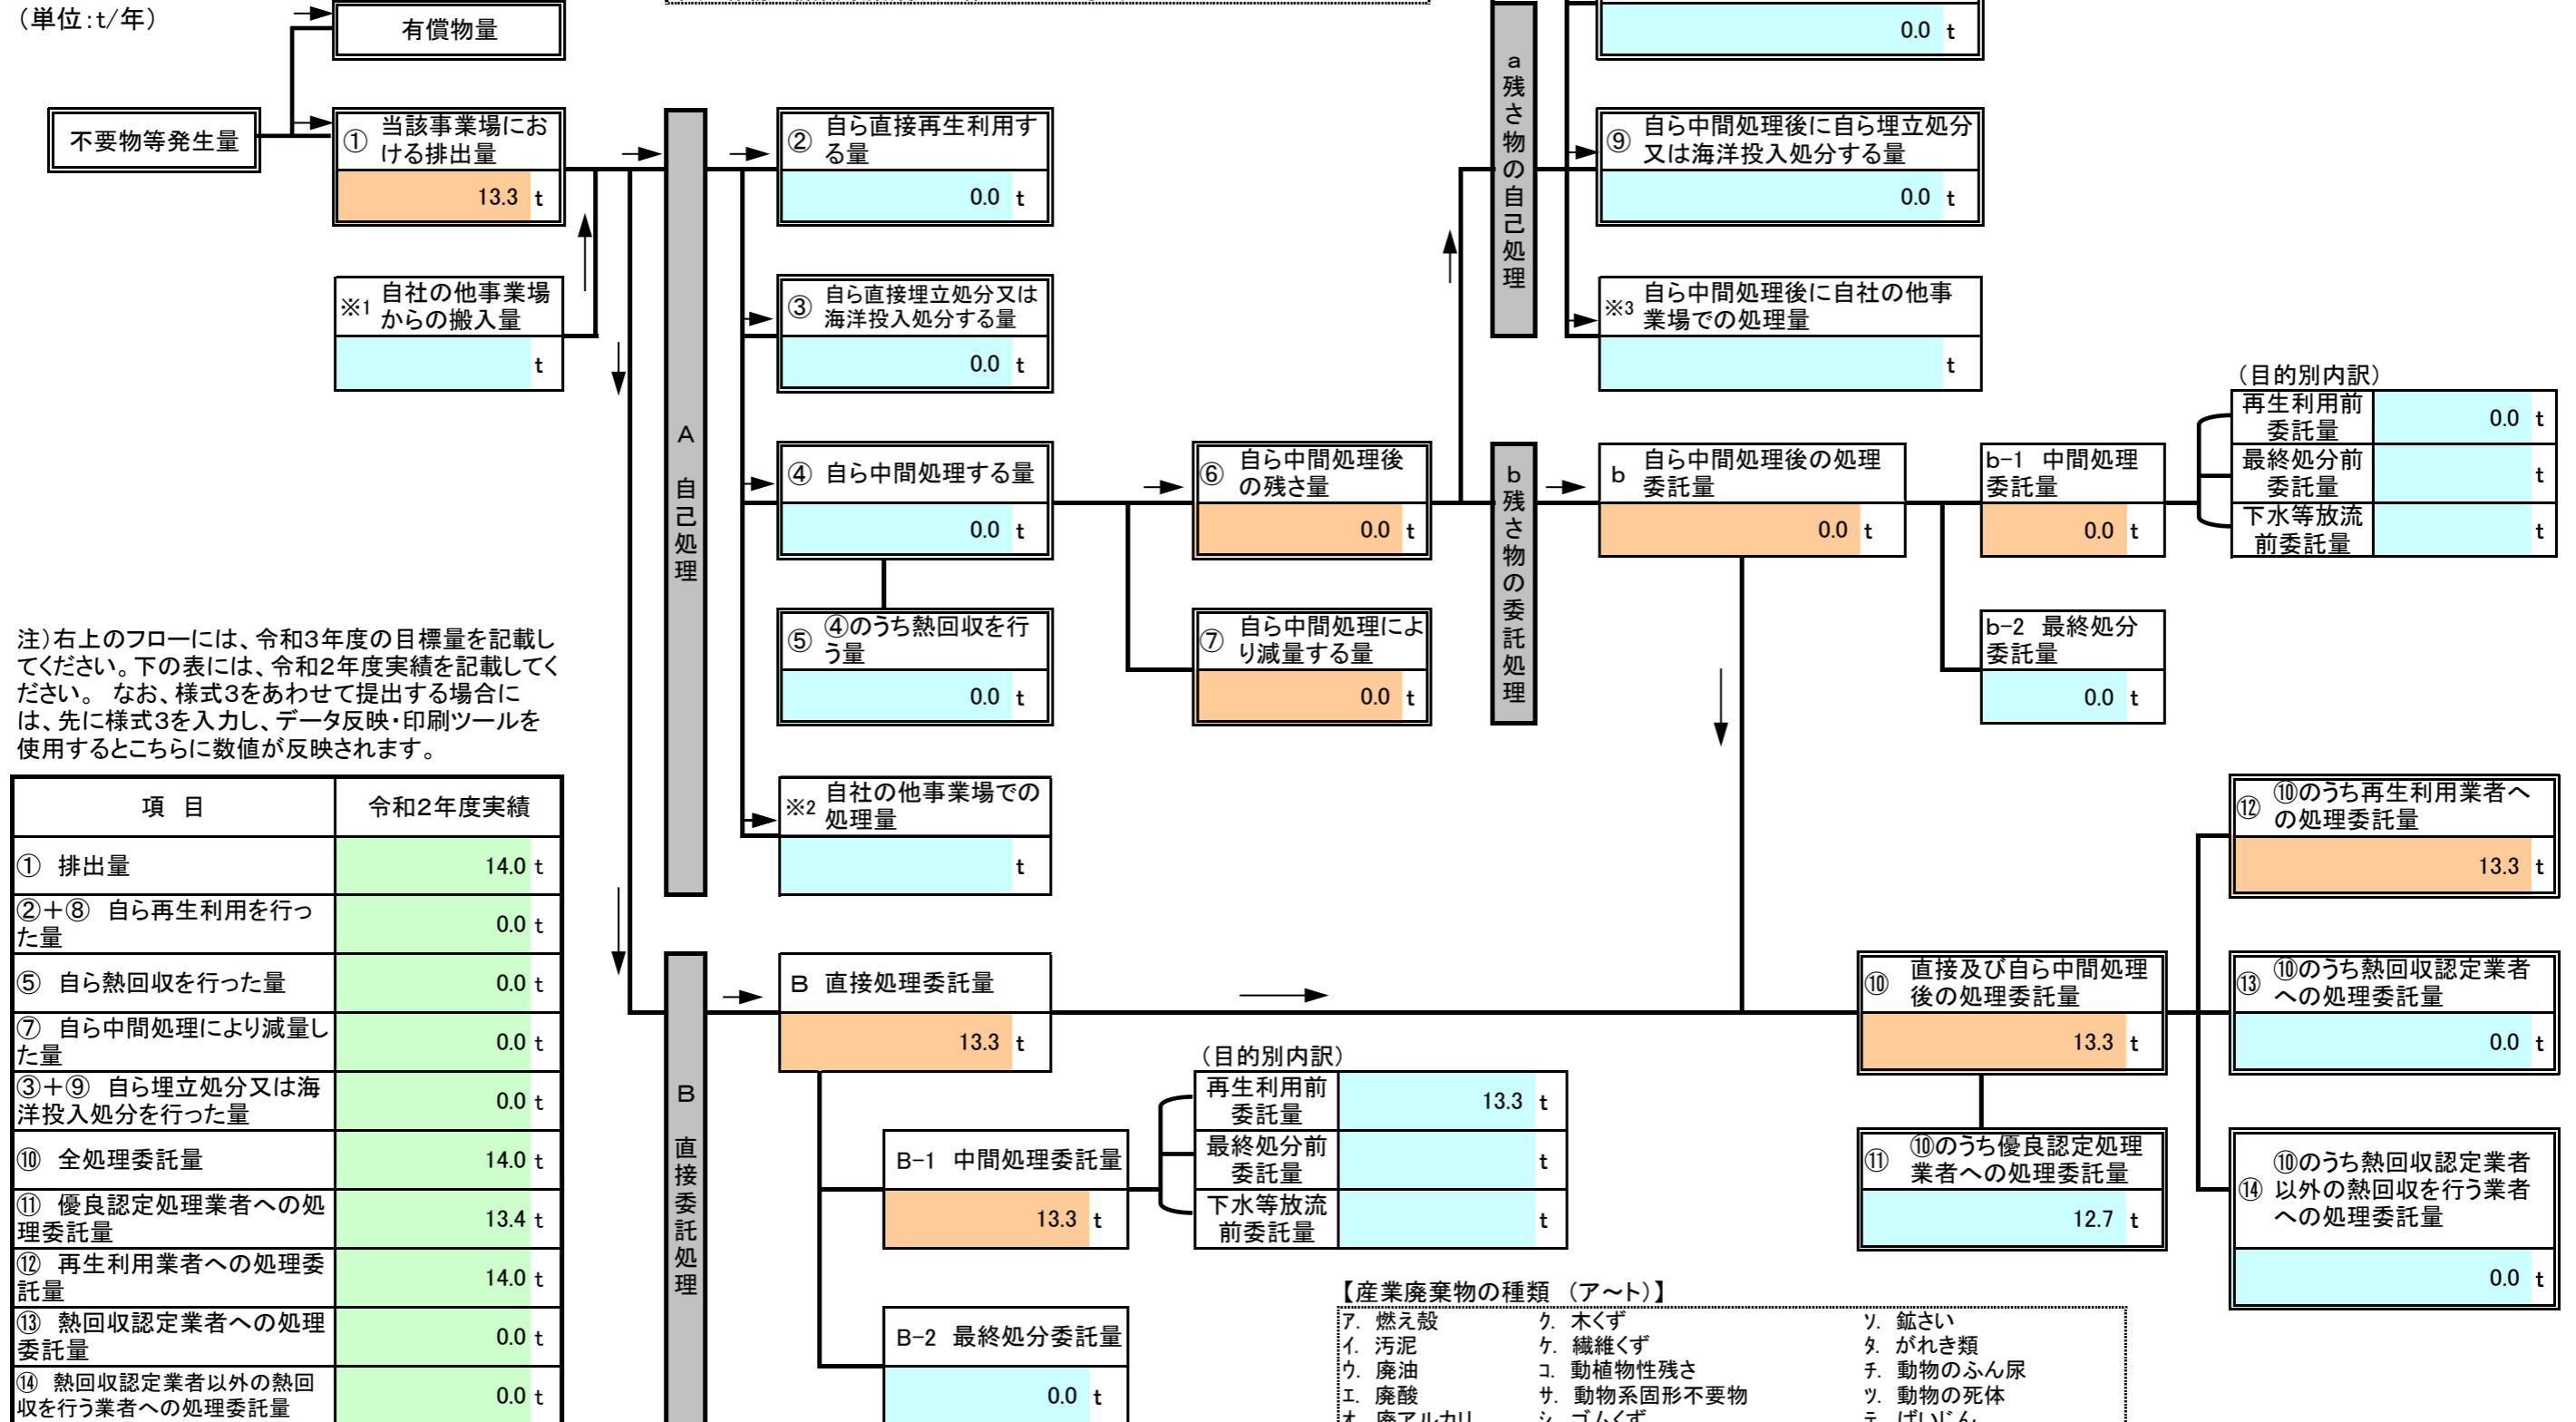 （単位：t/年）
有償物量
不要物等発生量
① 当該事業場にお
ける排出量
13.3 t
※1 自社の他事業場
からの搬入量
t
A 自己処理
② 自ら直接再生利用す
る量
0.0 t
③ 自ら直接埋立処分又は
海洋投入処分する量
0.0 t
④ 自ら中間処理する量
0.0 t
⑤ ④のうち熱回収を行
う量
0.0 t
※2 自社の他事業場での
処理量
t
⑥ 自ら中間処理後
の残さ量
0.0 t
⑦ 自ら中間処理によ
り減量する量
0.0 t
a 残さ物の自己処理
0.0 t
⑨ 自ら中間処理後に自ら埋立処分
又は海洋投入処分する量
0.0 t
※3 自ら中間処理後に自社の他事
業場での処理量
t
b 残さ物の委託処理
b 自ら中間処理後の処理
委託量
0.0 t
b-1 中間処理
委託量
0.0 t
b-2 最終処分
委託量
0.0 t
（目的別内訳）
再生利用前
委託量
0.0 t
最終処分前
委託量
t
下水等放流
前委託量
t
注）右上のフローには、令和３年度の目標量を記載し
てください。下の表には、令和２年度実績を記載してく
ださい。 なお、様式３をあわせて提出する場合に
は、先に様式３を入力し、データ反映・印刷ツールを
使用するとこちらに数値が反映されます。
項 目 令和２年度実績
① 排出量 14.0 t
②＋⑧ 自ら再生利用を行っ
た量
0.0 t
⑤ 自ら熱回収を行った量 0.0 t
⑦ 自ら中間処理により減量し
た量
0.0 t
③＋⑨ 自ら埋立処分又は海
洋投入処分を行った量
0.0 t
⑩ 全処理委託量 14.0 t
⑪ 優良認定処理業者への処
理委託量
13.4 t
⑫ 再生利用業者への処理委
託量
14.0 t
⑬ 熱回収認定業者への処理
委託量
0.0 t
⑭ 熱回収認定業者以外の熱回
収を行う業者への処理委託量
0.0 t
B 直接委託処理
B 直接処理委託量
13.3 t
B-1 中間処理委託量
13.3 t
B-2 最終処分委託量
0.0 t
（目的別内訳）
再生利用前
委託量
13.3 t
最終処分前
委託量
t
下水等放流
前委託量
t
⑩ 直接及び自ら中間処理
後の処理委託量
13.3 t
⑪ ⑩のうち優良認定処理
業者への処理委託量
12.7 t
⑫ ⑩のうち再生利用業者へ
の処理委託量
13.3 t
⑬ ⑩のうち熱回収認定業者
への処理委託量
0.0 t
⑭ ⑩のうち熱回収認定業者
以外の熱回収を行う業者
への処理委託量
0.0 t
【産業廃棄物の種類 （ア～ト）】
ｱ. 燃え殻 ｸ. 木くず ｿ. 鉱さい
ｲ. 汚泥 ｹ. 繊維くず ﾀ. がれき類
ｳ. 廃油 ｺ. 動植物性残さ ﾁ. 動物のふん尿
ｴ. 廃酸 ｻ. 動物系固形不要物 ﾂ. 動物の死体
ｵ. 廃アルカリ ｼ. ゴムくず ﾃ. ばいじん